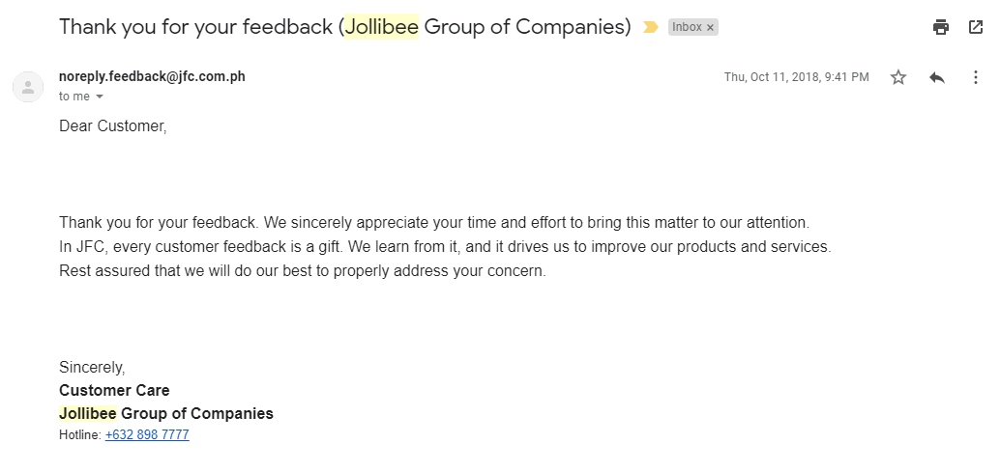 Thank you for your feedback (Jollibee Group of Companies) Inbox ×
noreply.feedback@jfc.com.ph Thu, Oct 11, 2018, 9:41 PM
to me
Dear Customer,
Thank you for your feedback. We sincerely appreciate your time and effort to bring this matter to our attention.
In JFC, every customer feedback is a gift. We learn from it, and it drives us to improve our products and services.
Rest assured that we will do our best to properly address your concern.
Sincerely,
Customer Care
Jollibee Group of Companies
Hotline: +632 898 7777